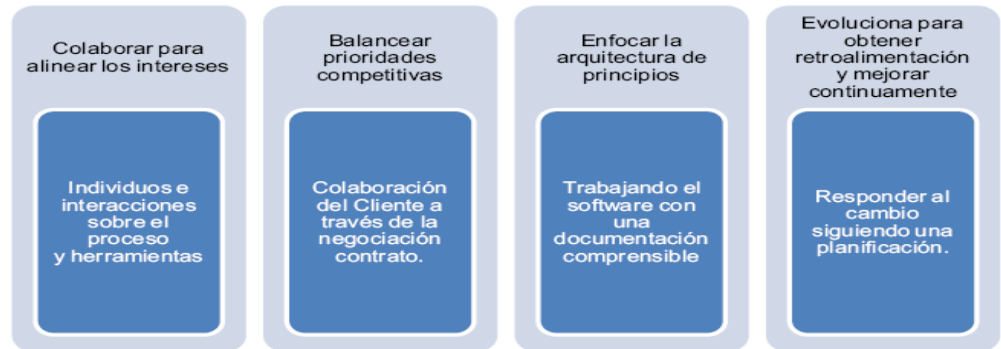 Colaborar para
alinear los intereses
Individuos e
interacciones
sobre el
proceso
y herramientas
Balancear
prioridades
competitivas
Colaboración
del Cliente a
través de la
negociación
contrato.
Enfocar la
arquitectura de
principios
Trabajando el
software con
una
documentación
comprensible
Evoluciona para
obtener
retroalimentación
y mejorar
continuamente
Responder al
cambio
siguiendo una
planificación.